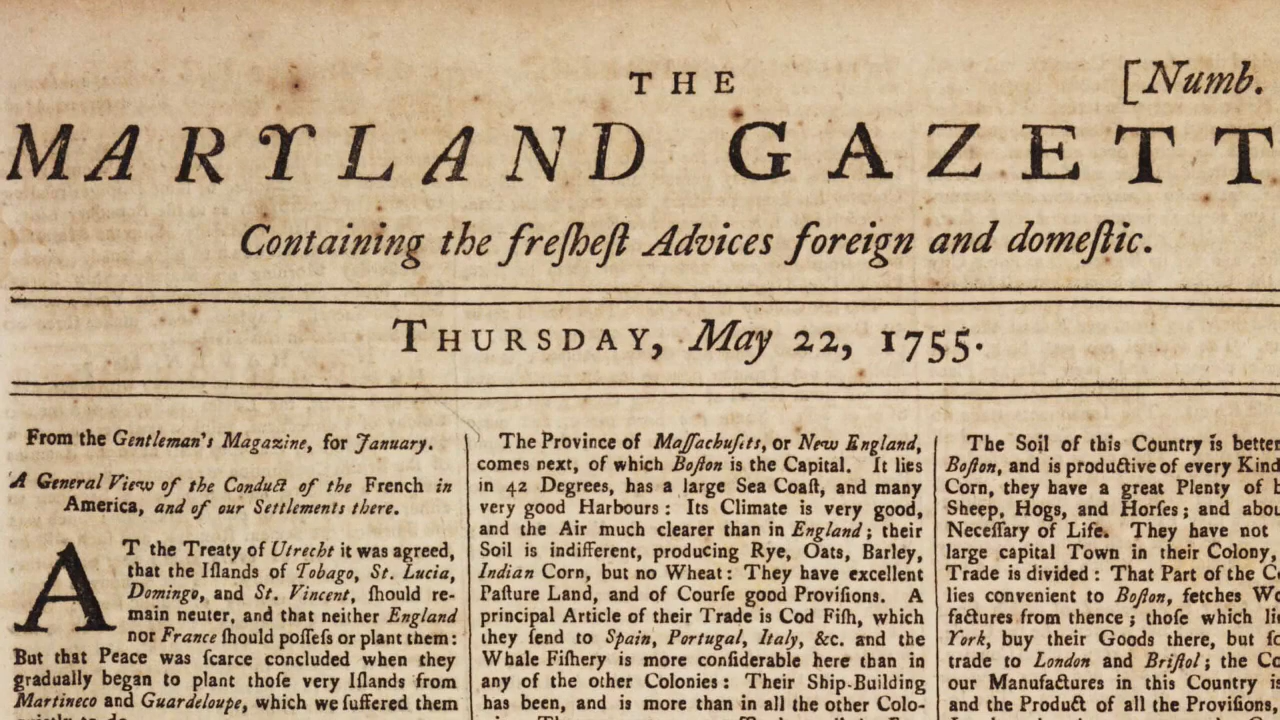 THE
[Numb.
MARYLAND GAZETT
Containing the freſheſt Advices foreign and domeſtic.
THURSDAY, May 22, 1755.
From the Gentleman's Magazine, for January.
A General View of the Conduct of the French in
America, and of our Settlements there.
AT the Treaty of Utrecht it was agreed,
that the Iſlands of Tobago, St. Lucia,
Domingo, and St. Vincent, ſhould re-
main neuter, and that neither England
nor France ſhould poſſeſs or plant them:
But that Peace was ſcarce concluded when they
gradually began to plant thoſe very Iſlands from
Martineco and Guardeloupe, which we ſuffered them
The Province of Maſſachuſets, or New England,
comes next, of which Boſton is the Capital. It lies
in 42 Degrees, has a large Sea Coaſt, and many
very good Harbours: Its Climate is very good,
and the Air much clearer than in England; their
Soil is indifferent, producing Rye, Oats, Barley,
Indian Corn, but no Wheat: They have excellent
Paſture Land, and of Courſe good Proviſions. A
principal Article of their Trade is Cod Fiſh, which
they ſend to Spain, Portugal, Italy, &c. and the
Whale Fiſhery is more conſiderable here than in
any of the other Colonies: Their Ship-Building
has been, and is more than in all the other Colo-
The Soil of this Country is better
Boſton, and is productive of every Kind
Corn, they have a great Plenty of
Sheep, Hogs, and Horſes; and abou
Neceſſary of Life. They have not
large capital Town in their Colony,
Trade is divided: That Part of the C
lies convenient to Boſton, fetches Wo
factures from thence; thoſe which li
York, buy their Goods there, but ſo
trade to London and Briſtol; the Co
our Manufactures in this Country is
and the Product of all the Proviſions,